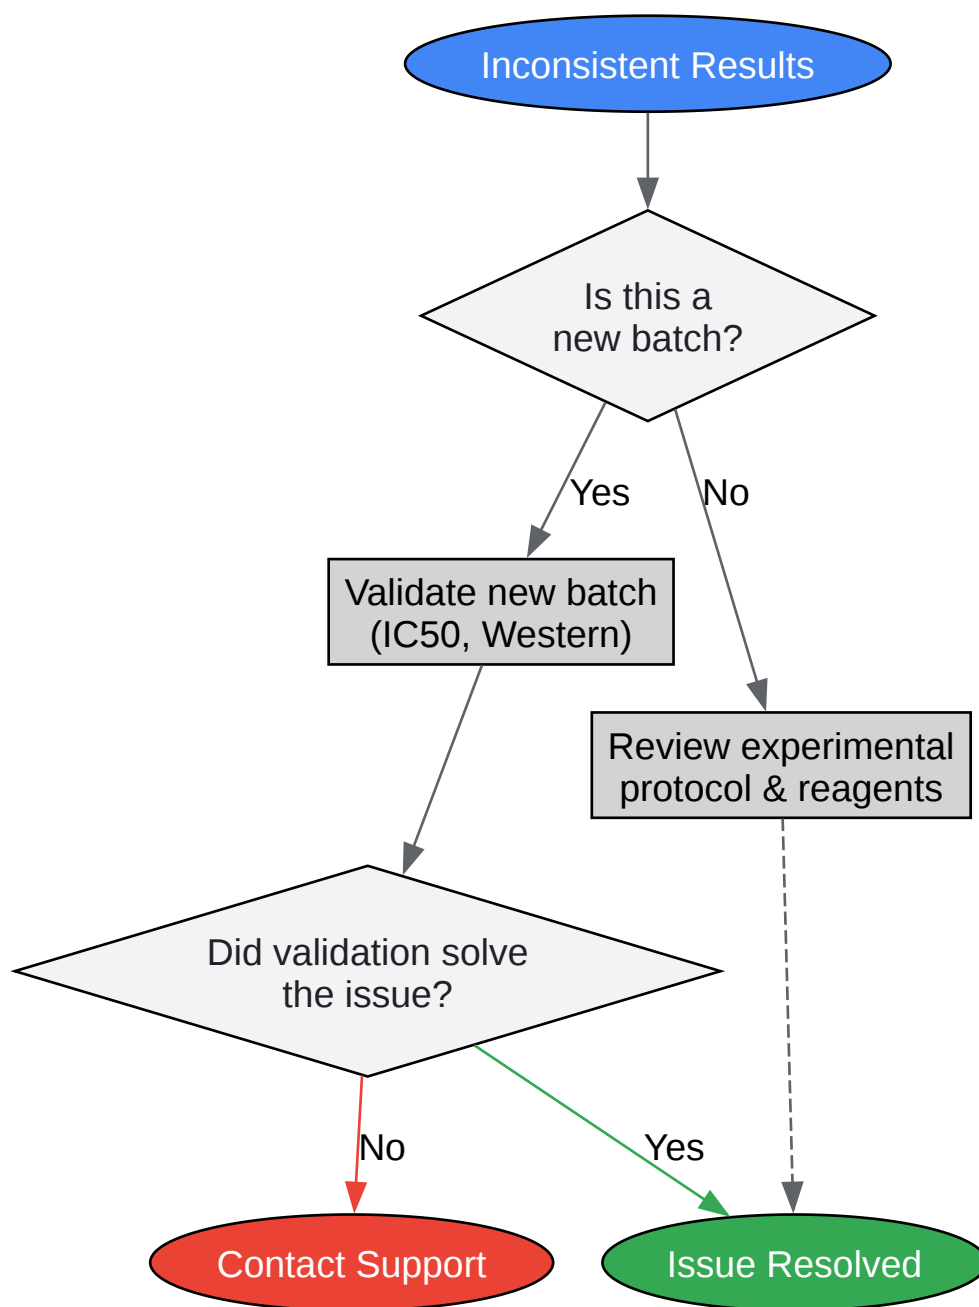 Inconsistent Results
Is this a
new batch?
Yes
No
Validate new batch
(IC50, Western)
Review experimental
protocol & reagents
Did validation solve
the issue?
No
Yes
Contact Support
Issue Resolved